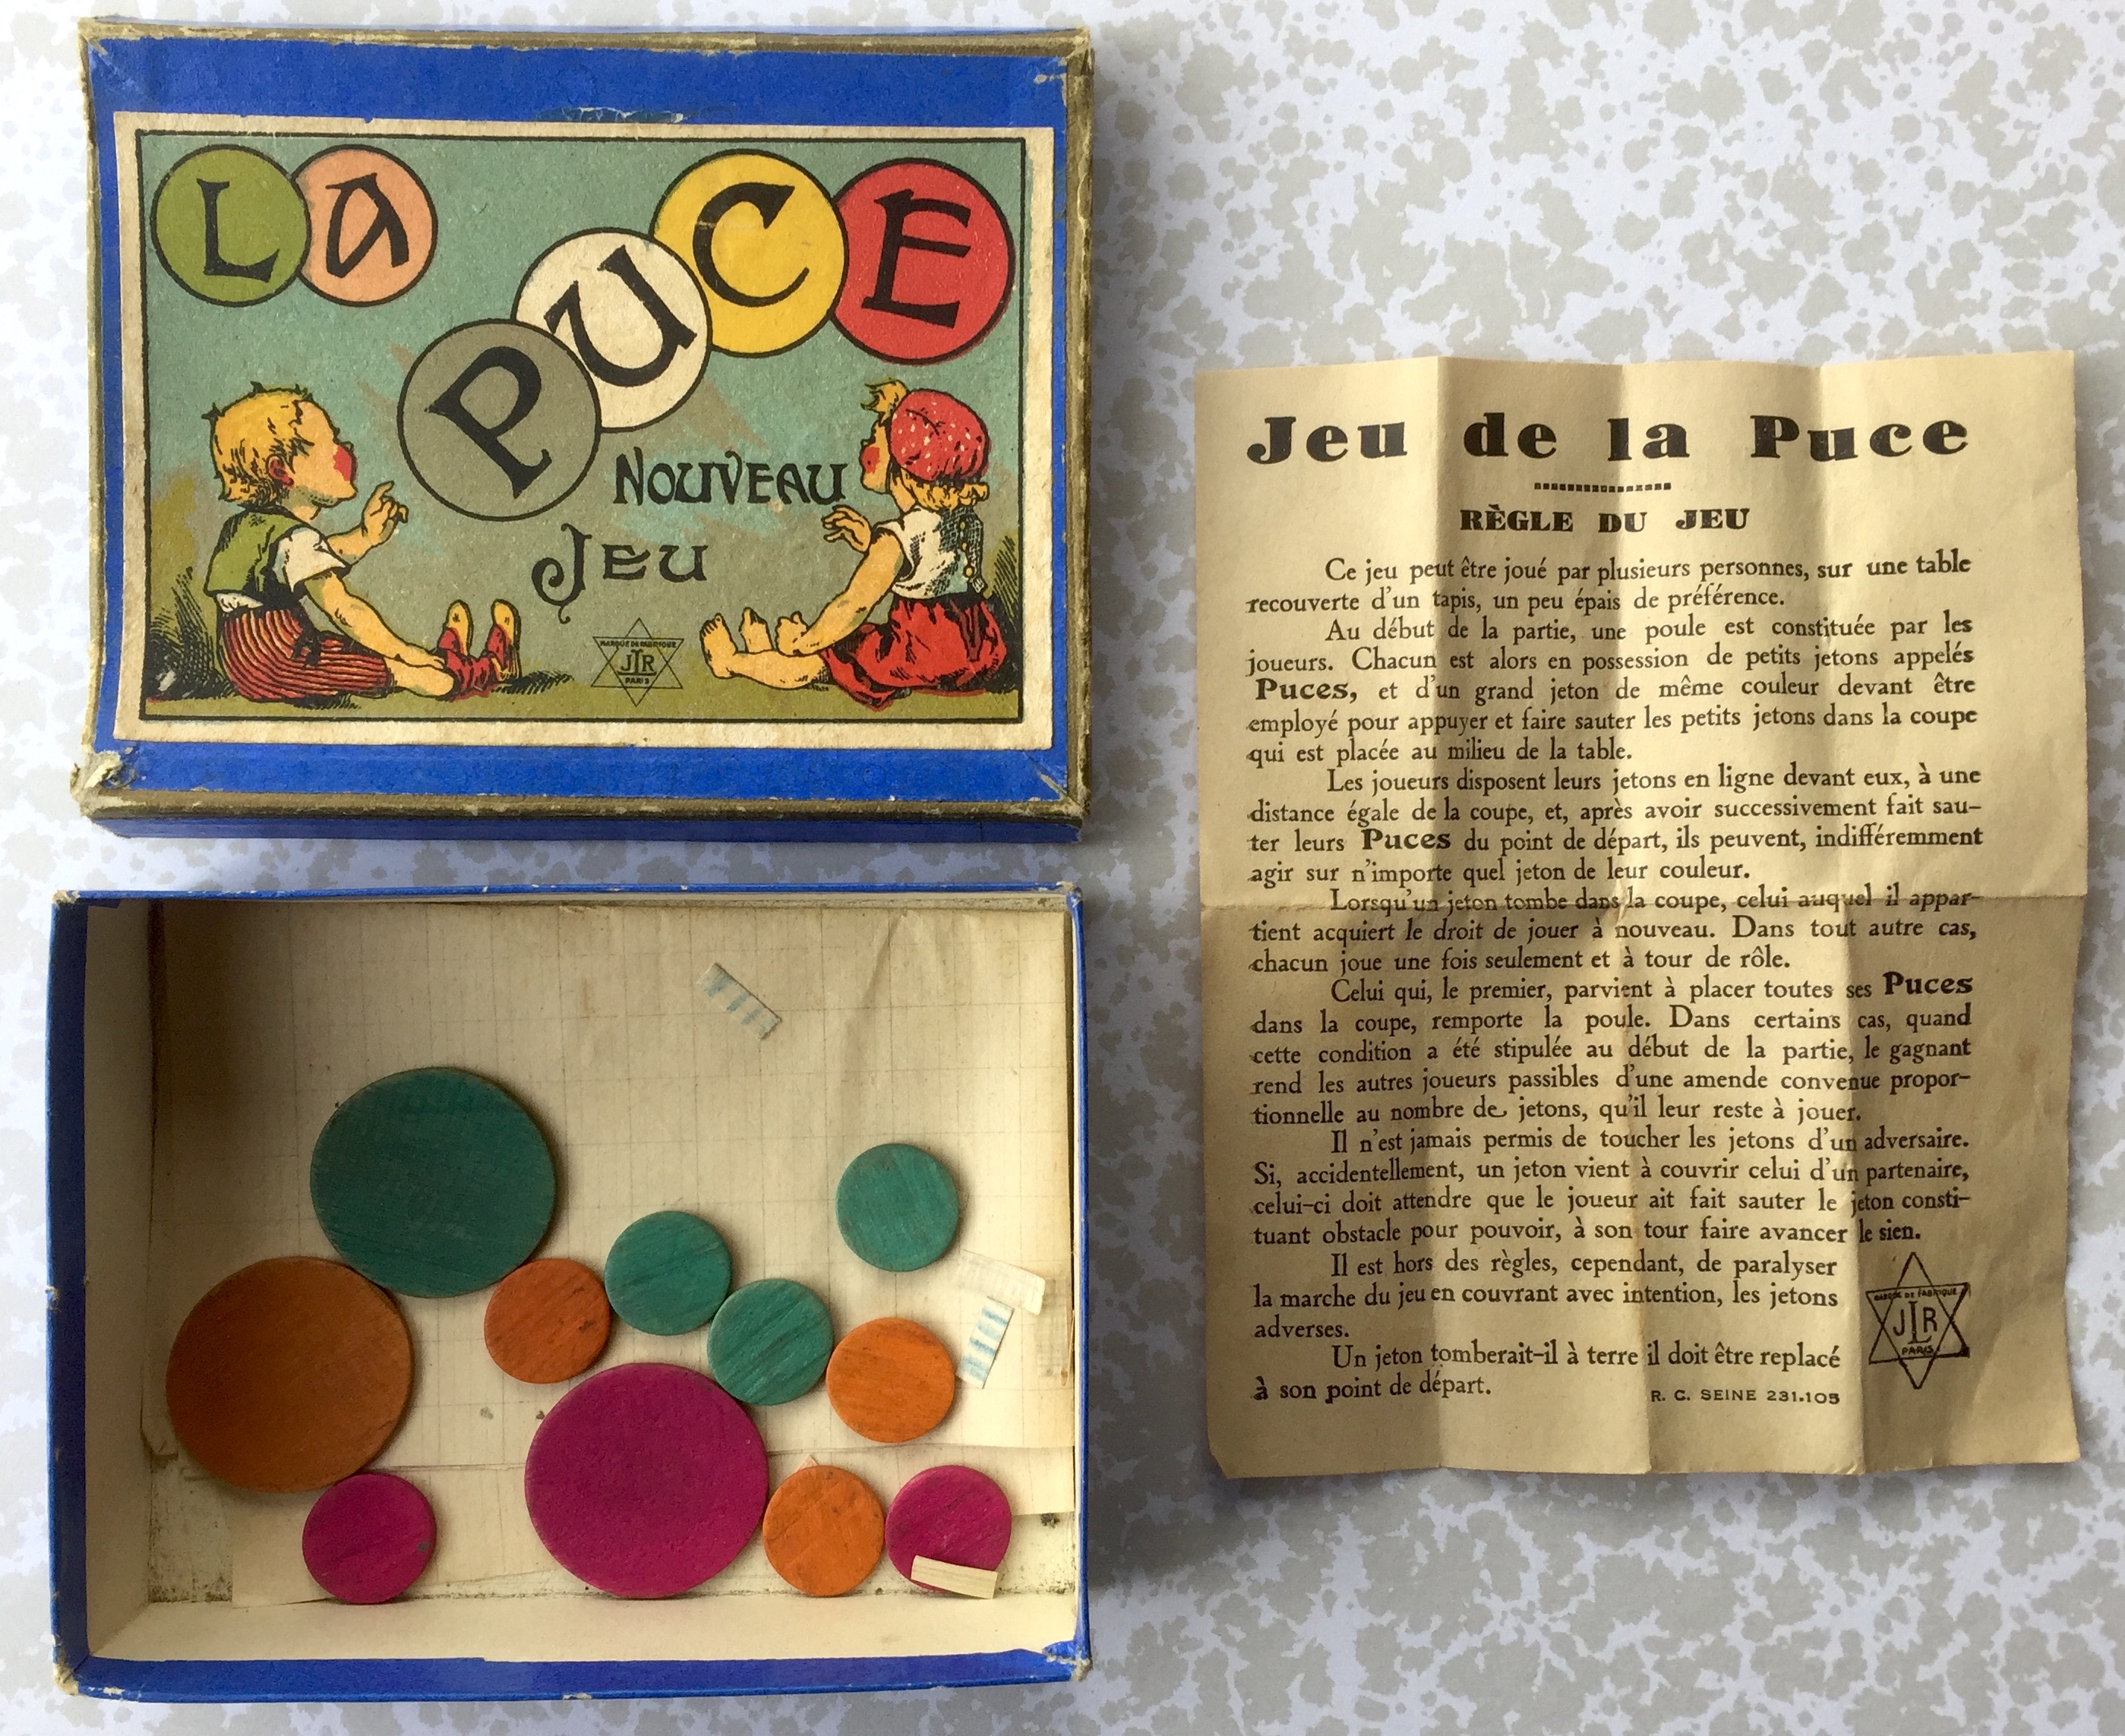 LA
PUCE
NOUVEAU
JEU
MARQUE DE FABRIQUE
JLR
PARIS
Jeu de la Puce
RÈGLE DU JEU
Ce jeu peut être joué par plusieurs personnes, sur une table
recouverte d'un tapis, un peu épais de préférence.
Au début de la partie, une poule est constituée par les
joueurs. Chacun est alors en possession de petits jetons appelés
Puces, et d'un grand jeton de même couleur devant être
employé pour appuyer et faire sauter les petits jetons dans la coupe
qui est placée au milieu de la table.
Les joueurs disposent leurs jetons en ligne devant eux, à une
distance égale de la coupe, et, après avoir successivement fait sau-
ter leurs Puces du point de départ, ils peuvent, indifféremment
agir sur n'importe quel jeton de leur couleur.
Lorsqu'un jeton tombe dans la coupe, celui auquel il appar-
tient acquiert le droit de jouer à nouveau. Dans tout autre cas,
chacun joue une fois seulement et à tour de rôle.
Celui qui, le premier, parvient à placer toutes ses Puces
dans la coupe, remporte la poule. Dans certains cas, quand
cette condition a été stipulée au début de la partie, le gagnant
rend les autres joueurs passibles d'une amende convenue propor-
tionnelle au nombre de jetons, qu'il leur reste à jouer.
Il n'est jamais permis de toucher les jetons d'un adversaire.
Si, accidentellement, un jeton vient à couvrir celui d'un partenaire,
celui-ci doit attendre que le joueur ait fait sauter le jeton consti-
tuant obstacle pour pouvoir, à son tour faire avancer le sien.
Il est hors des règles, cependant, de paralyser
la marche du jeu en couvrant avec intention, les jetons
adverses.
Un jeton tomberait-il à terre il doit être replacé
à son point de départ.
R. C. SEINE 231.105
MARQUE DE FABRIQUE
JLR
PARIS